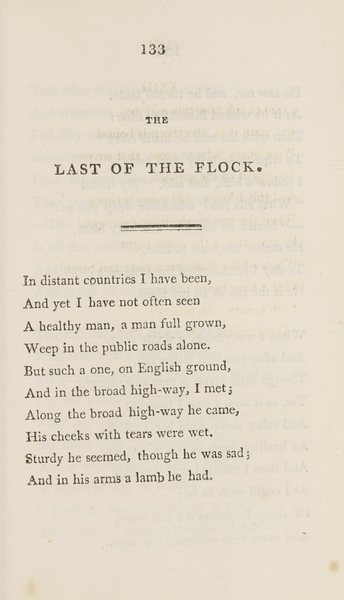 133
THE
LAST OF THE FLOCK.
In distant countries I have been,
And yet I have not often seen
A healthy man, a man full grown,
Weep in the public roads alone.
But such a one, on English ground,
And in the broad high-way, I met;
Along the broad high-way he came,
His cheeks with tears were wet.
Sturdy he seemed, though he was sad;
And in his arms a lamb he had.